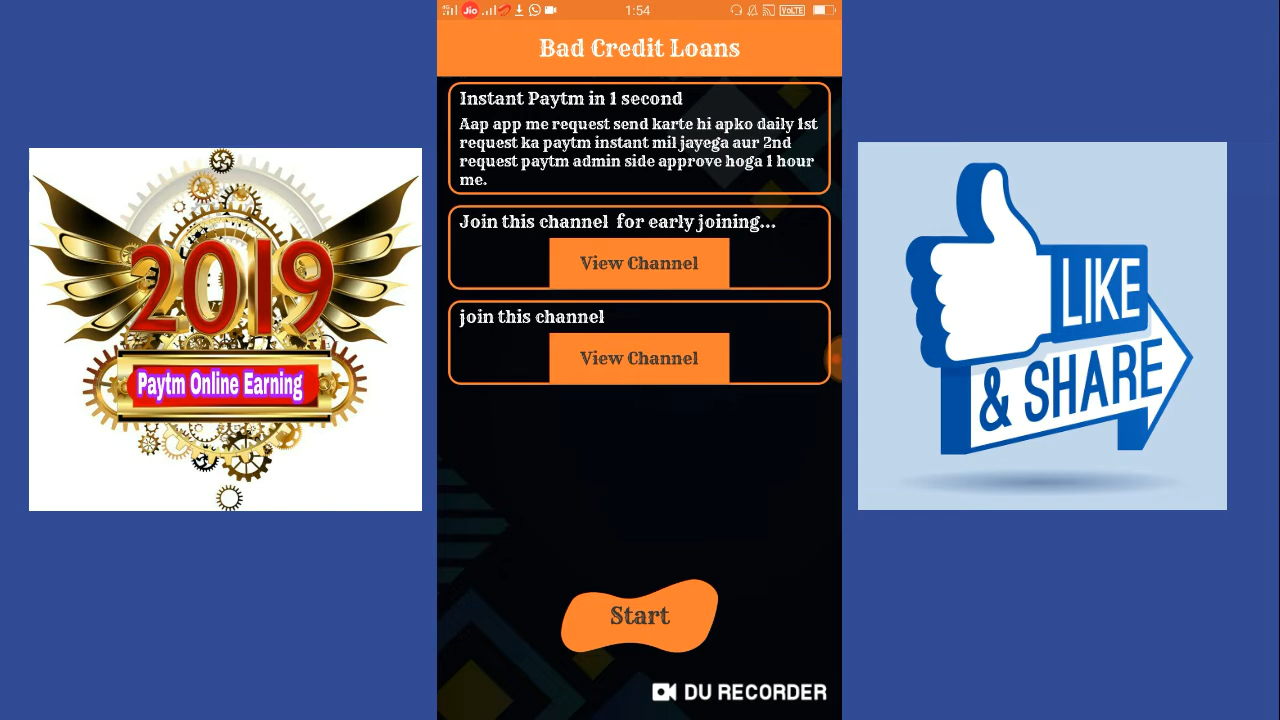 4G
Jio
1:54
VoLTE
Bad Credit Loans
Instant Paytm in 1 second
Aap app me request send karte hi apko daily 1st
request ka paytm instant mil jayega aur 2nd
request paytm admin side approve hoga 1 hour
me.
Join this channel  for early joining...
View Channel
join this channel
View Channel
Start
DU RECORDER
2019
Paytm Online Earning
LIKE
& SHARE